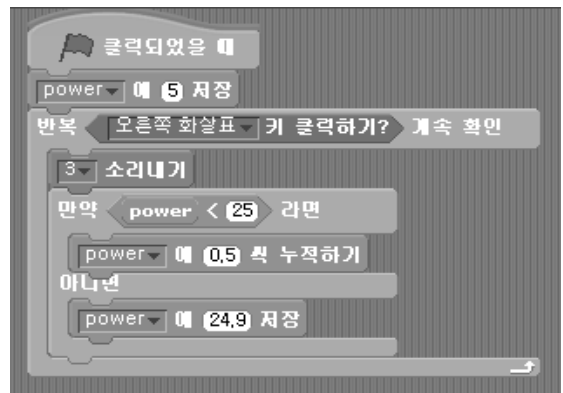 클릭되었을 때
power 에 5 저장
반복 오른쪽 화살표 키 클릭하기? 계속 확인
3 소리내기
만약 power < 25 라면
power 에 0,5 씩 누적하기
아니면
power 에 24,9 저장